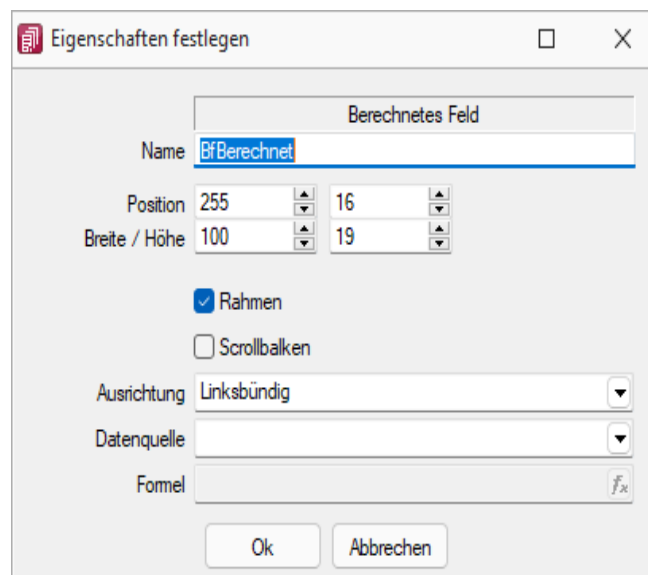 Eigenschaften festlegen
Berechnetes Feld
Name BfBerechnet
Position 255 16
Breite / Höhe 100 19
Rahmen
Scrollbalken
Ausrichtung Linksbündig
Datenquelle
Formel fx
Ok Abbrechen